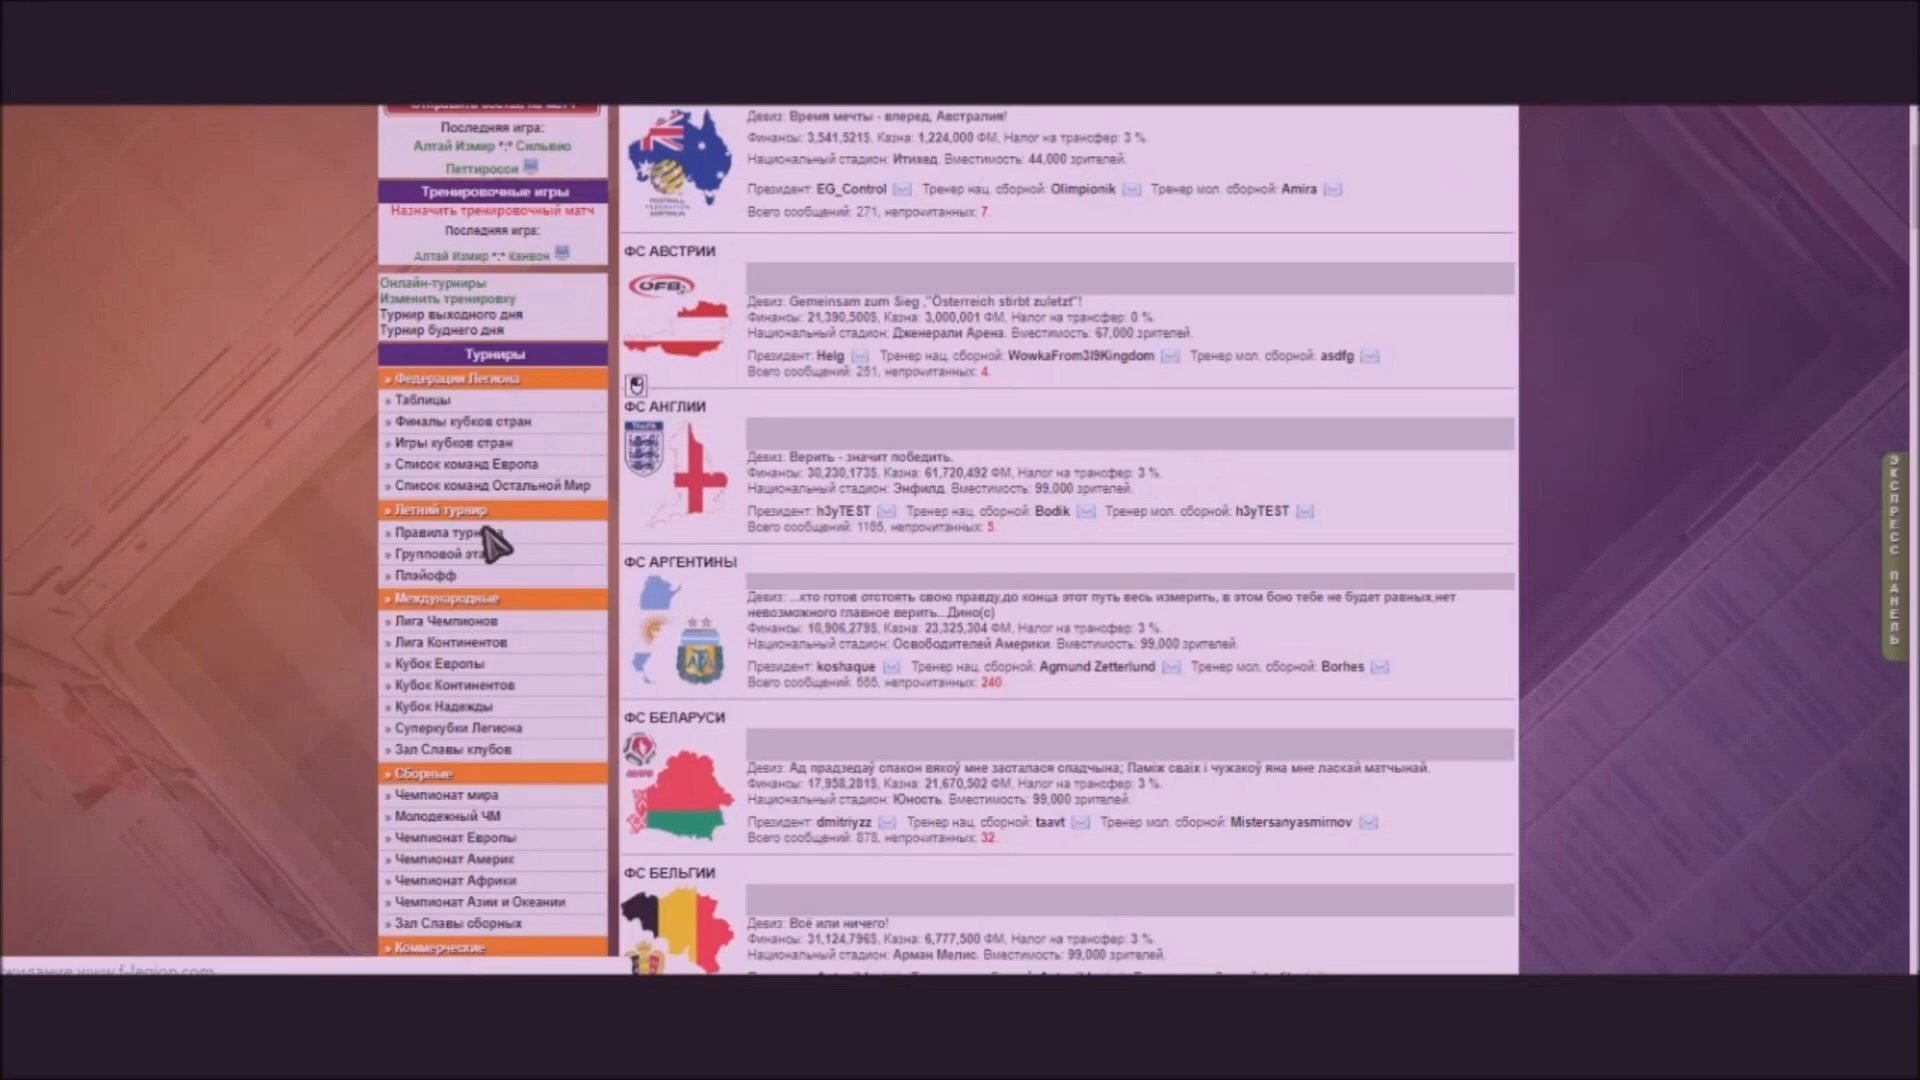 Последняя игра:
Алтай Измир *:* Сильвио
Петтиросси
Тренировочные игры
Назначить тренировочный матч
Последняя игра:
Алтай Измир *:* Канвон
Онлайн-турниры
Изменить тренировку
Турнир выходного дня
Турнир буднего дня
Турниры
» Федерации Легиона
» Таблицы
» Финалы кубков стран
» Игры кубков стран
» Список команд Европа
» Список команд Остальной Мир
» Летний турнир
» Правила
» Групповой
» Плэйофф
» Международные
» Лига Чемпионов
» Лига Континентов
» Кубок Европы
» Кубок Континентов
» Кубок Надежды
» Суперкубки Легиона
» Зал Славы клубов
» Сборные
» Чемпионат мира
» Молодежный ЧМ
» Чемпионат Европы
» Чемпионат Америк
» Чемпионат Африки
» Чемпионат Азии и Океании
» Зал Славы сборных
» Коммерческие
www.f-legion.com
Девиз: Время мечты - вперед, Австралия!
Финансы: 3,541,521$, Казна: 1,224,000 ФМ, Налог на трансфер: 3 %.
Национальный стадион: Итихед. Вместимость: 44,000 зрителей.
Президент: EG_Control Тренер нац. сборной: Olimpionik Тренер мол. сборной: Amira
Всего сообщений: 271, непрочитанных: 7.
ФС АВСТРИИ
OFB
Девиз: Gemeinsam zum Sieg ,"Österreich stirbt zuletzt"!
Финансы: 21,390,500$, Казна: 3,000,001 ФМ, Налог на трансфер: 0 %.
Национальный стадион: Дженерали Арена. Вместимость: 67,000 зрителей.
Президент: Helg Тренер нац. сборной: WowkaFrom3I9Kingdom Тренер мол. сборной: asdfg
Всего сообщений: 251, непрочитанных: 4.
ФС АНГЛИИ
Девиз: Верить - значит победить.
Финансы: 30,230,173$, Казна: 61,720,492 ФМ, Налог на трансфер: 3 %.
Национальный стадион: Энфилд. Вместимость: 99,000 зрителей.
Президент: h3yTEST Тренер нац. сборной: Bodik Тренер мол. сборной: h3yTEST
Всего сообщений: 1185, непрочитанных: 5.
ФС АРГЕНТИНЫ
Девиз: ...кто готов отстоять свою правду,до конца этот путь весь измерить, в этом бою тебе не будет равных,нет
невозможного главное верить...Дино(с)
Финансы: 10,906,279$, Казна: 23,325,304 ФМ, Налог на трансфер: 3 %.
Национальный стадион: Освободителей Америки. Вместимость: 99,000 зрителей.
Президент: koshaque Тренер нац. сборной: Agmund Zetterlund Тренер мол. сборной: Borhes
Всего сообщений: 555, непрочитанных: 240.
ФС БЕЛАРУСИ
Девиз: Ад прадзедаў спакон вякоў мне засталася спадчына; Паміж сваіх і чужакоў яна мне ласкай матчынай.
Финансы: 17,958,281$, Казна: 21,670,502 ФМ, Налог на трансфер: 3 %.
Национальный стадион: Юность. Вместимость: 99,000 зрителей.
Президент: dmitriyzz Тренер нац. сборной: taavt Тренер мол. сборной: Mistersanyasmirnov
Всего сообщений: 878, непрочитанных: 32.
ФС БЕЛЬГИИ
Девиз: Всё или ничего!
Финансы: 31,124,796$, Казна: 6,777,500 ФМ, Налог на трансфер: 3 %.
Национальный стадион: Арман Мелис. Вместимость: 99,000 зрителей.
ЭКСПРЕСС ПАНЕЛЬ